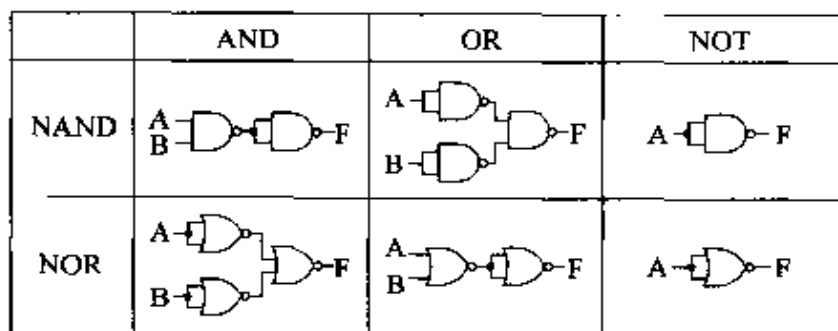 AND OR NOT
NAND A B F A B F A F
NOR A B F A B F A F